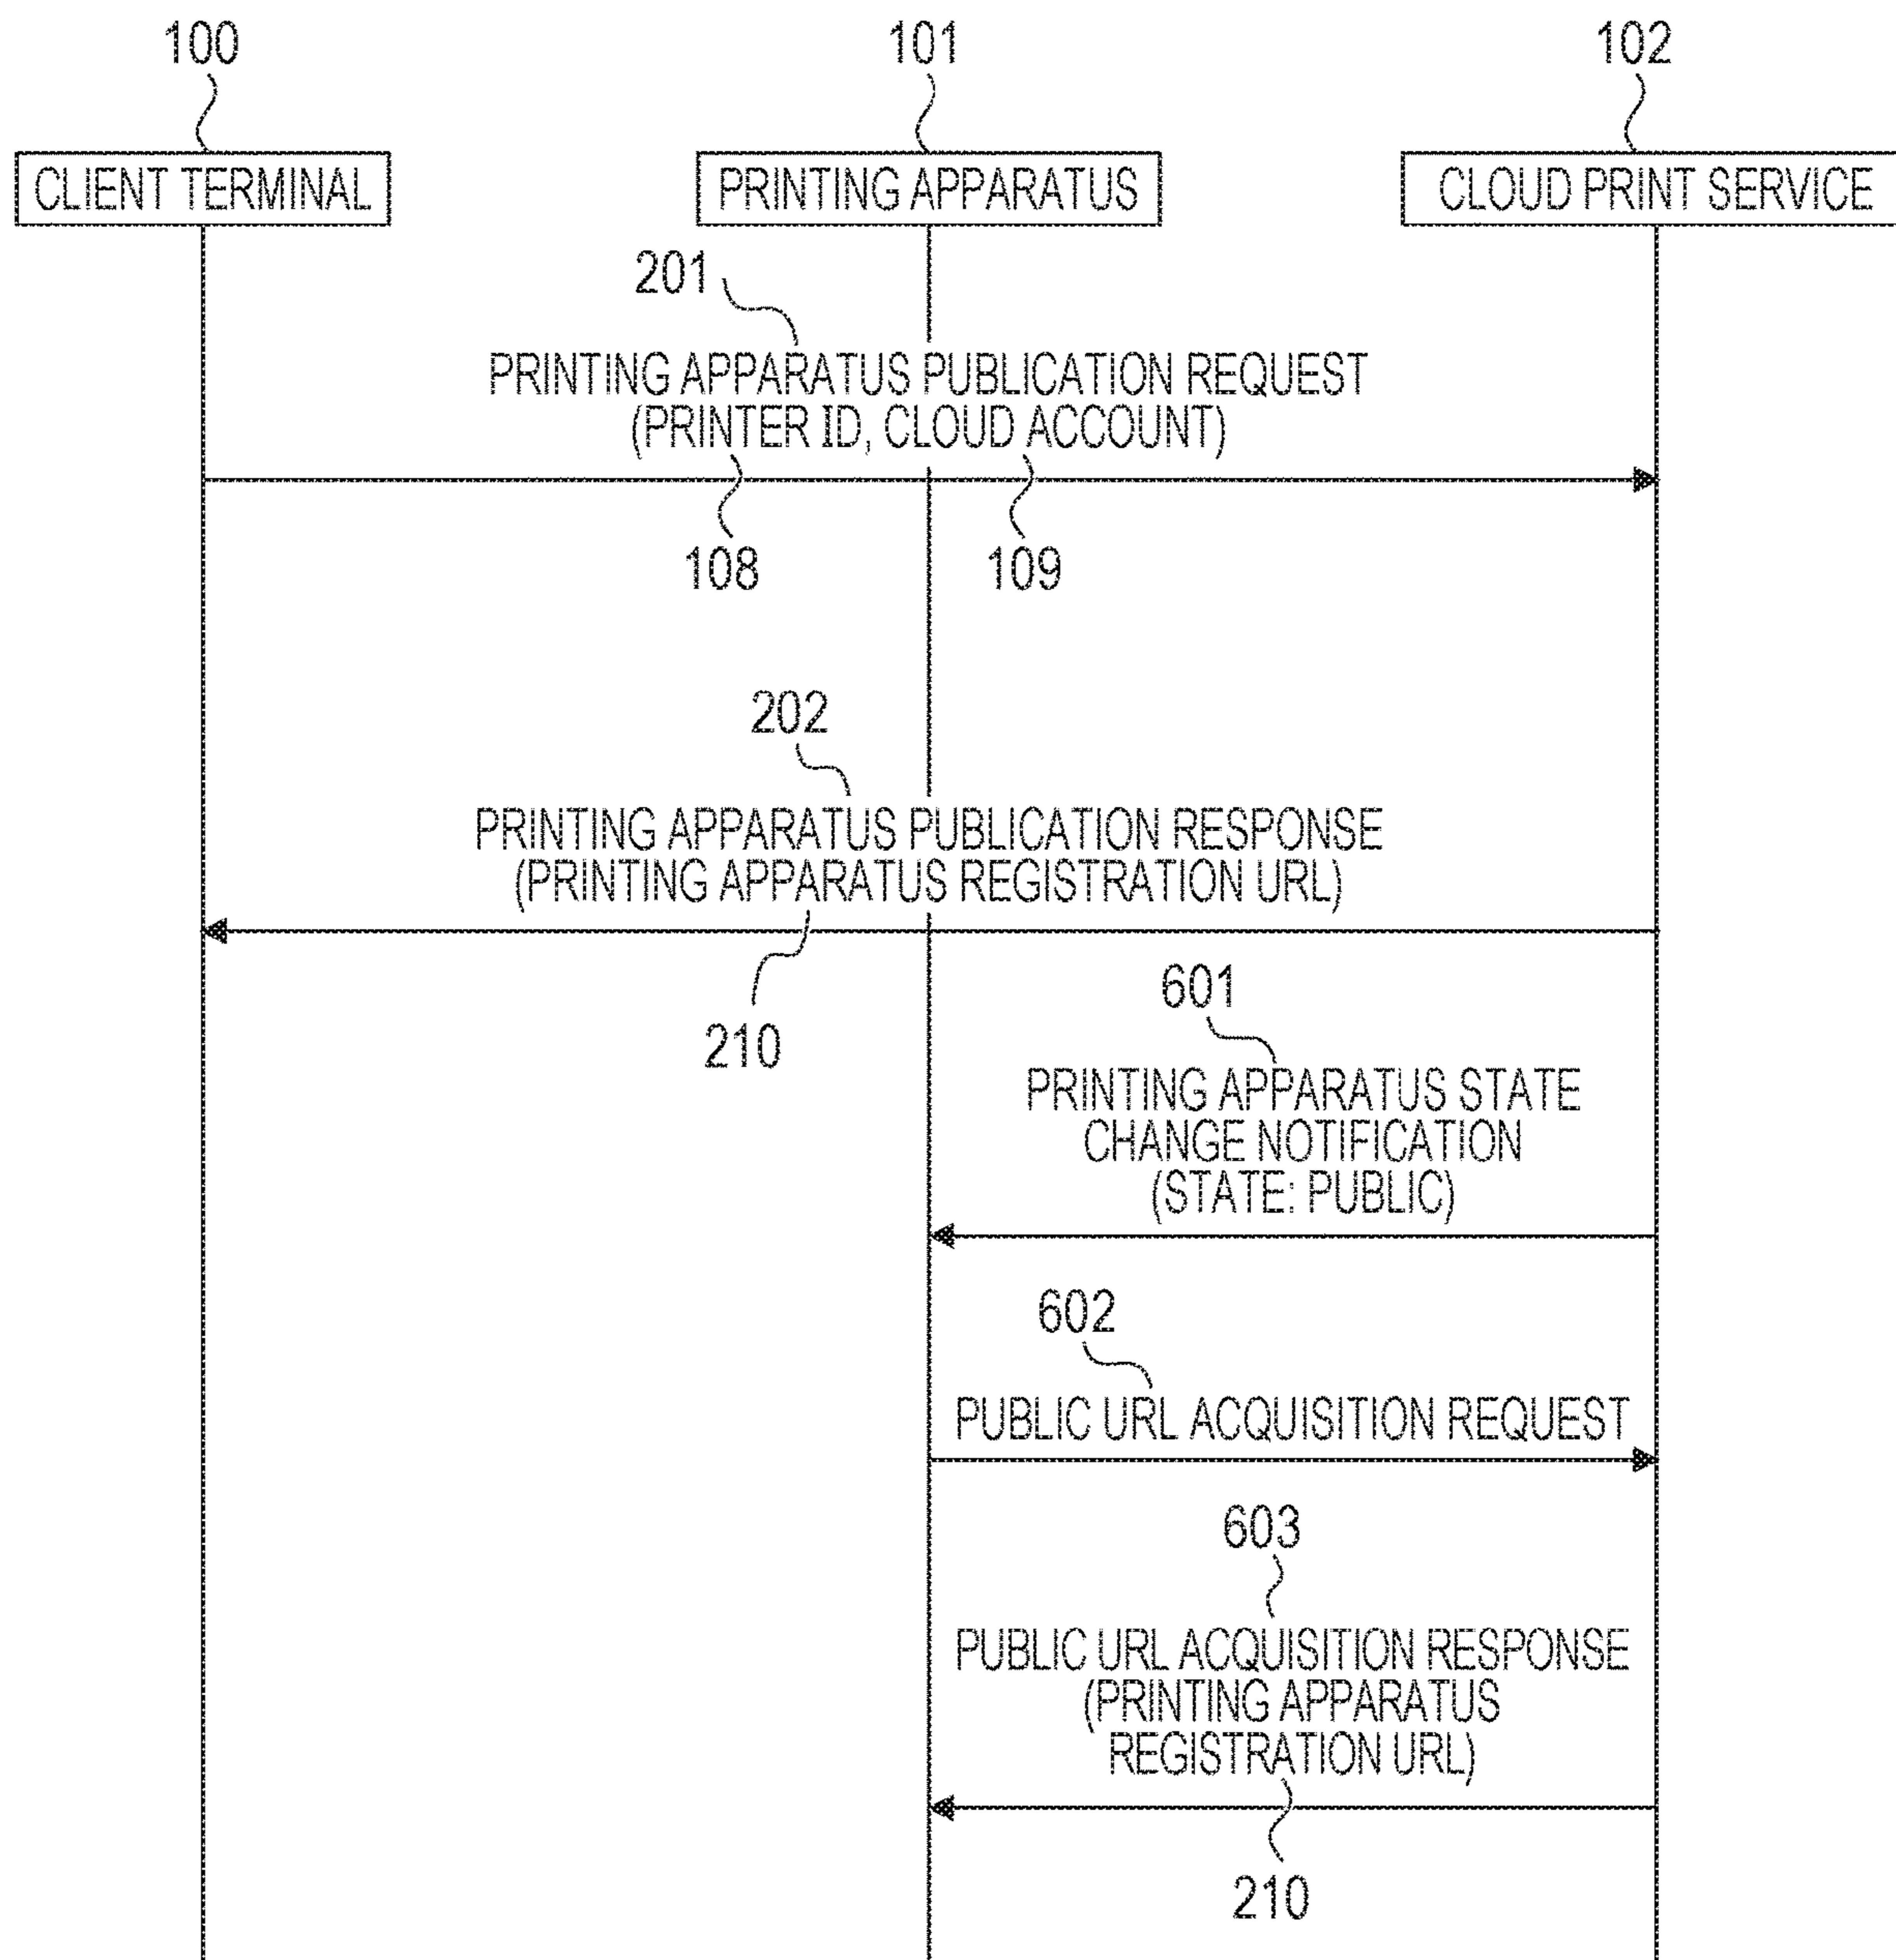 100
101
102
CLIENT TERMINAL
PRINTING APPARATUS
CLOUD PRINT SERVICE
201
PRINTING APPARATUS PUBLICATION REQUEST
(PRINTER ID, CLOUD ACCOUNT)
108
109
202
PRINTING APPARATUS PUBLICATION RESPONSE
(PRINTING APPARATUS REGISTRATION URL)
210
601
PRINTING APPARATUS STATE
CHANGE NOTIFICATION
(STATE: PUBLIC)
602
PUBLIC URL ACQUISITION REQUEST
603
PUBLIC URL ACQUISITION RESPONSE
(PRINTING APPARATUS
REGISTRATION URL)
210